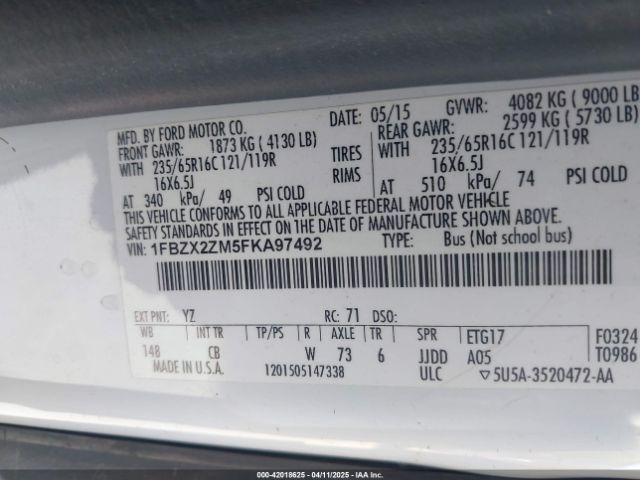 MFD. BY FORD MOTOR CO.
DATE: 05/15 GVWR: 4082 KG ( 9000 LB
FRONT GAWR: 1873 KG ( 4130 LB)
REAR GAWR: 2599 KG ( 5730 LB)
WITH 235/65R16C 121/119R TIRES WITH 235/65R16C 121/119R
16X6.5J RIMS 16X6.5J
AT 340 kPa/ 49 PSI COLD AT 510 kPa/ 74 PSI COLD
THIS VEHICLE CONFORMS TO ALL APPLICABLE FEDERAL MOTOR VEHICLE
SAFETY STANDARDS IN EFFECT ON THE DATE OF MANUFACTURE SHOWN ABOVE.
VIN: 1FBZX2ZM5FKA97492 TYPE: Bus (Not school bus)
EXT PNT: YZ RC: 71 DSO:
WB INT TR TP/PS R AXLE TR SPR ETG17 F0324
148 CB W 73 6 JJDD A05 T0986
MADE IN U.S.A. 1201505147338 ULC ▽5U5A-3520472-AA
000-42018625 - 04/11/2025 - IAA Inc.